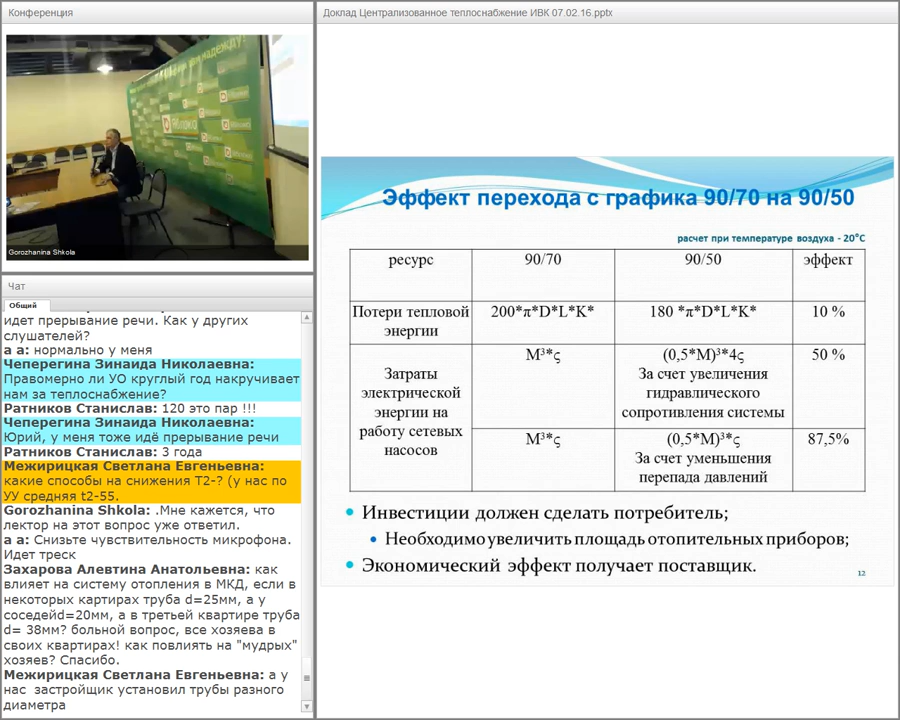 Конференция
Gorozhanina Shkola
Чат
Общий
идет прерывание речи. Как у других
слушателей?
а а: нормально у меня
Чеперегина Зинаида Николаевна:
Правомерно ли УО круглый год накручивает
нам за теплоснабжение?
Ратников Станислав: 120 это пар !!!
Чеперегина Зинаида Николаевна:
Юрий, у меня тоже идё прерывание речи
Ратников Станислав: 3 года
Межирицкая Светлана Евгеньевна:
какие способы на снижения Т2-? (у нас по
УУ средняя t2-55.
Gorozhanina Shkola: .Мне кажется, что
лектор на этот вопрос уже ответил.
а а: Снизьте чувствительность микрофона.
Идет треск
Захарова Алевтина Анатольевна: как
влияет на систему отопления в МКД, если в
некоторых картирах труба d=25мм, а у
соседейd=20мм, а в третьей квартире труба
d= 38мм? больной вопрос, все хозяева в
своих квартирах! как повлиять на "мудрых"
хозяев? Спасибо.
Межирицкая Светлана Евгеньевна: а у
нас застройщик установил трубы разного
диаметра
Доклад Централизованное теплоснабжение ИВК 07.02.16.pptx
Эффект перехода с графика 90/70 на 90/50
расчет при температуре воздуха - 20°С
ресурс 90/70 90/50 эффект
Потери тепловой энергии 200*π*D*L*K* 180 *π*D*L*K* 10 %
Затраты
электрической
энергии на
работу сетевых
насосов
М³*ς (0,5*М)³*4ς 50 %
За счет увеличения
гидравлического
сопротивления системы
М³*ς (0,5*М)³*ς 87,5%
За счет уменьшения
перепада давлений
Инвестиции должен сделать потребитель;
Необходимо увеличить площадь отопительных приборов;
Экономический эффект получает поставщик.
12